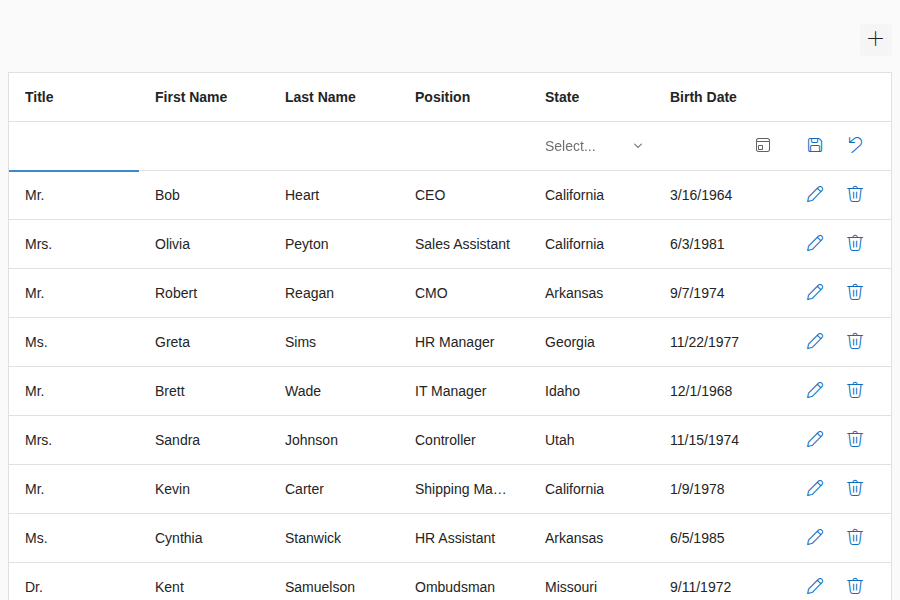 Title First Name Last Name Position State Birth Date
Select...
Mr. Bob Heart CEO California 3/16/1964
Mrs. Olivia Peyton Sales Assistant California 6/3/1981
Mr. Robert Reagan CMO Arkansas 9/7/1974
Ms. Greta Sims HR Manager Georgia 11/22/1977
Mr. Brett Wade IT Manager Idaho 12/1/1968
Mrs. Sandra Johnson Controller Utah 11/15/1974
Mr. Kevin Carter Shipping Ma… California 1/9/1978
Ms. Cynthia Stanwick HR Assistant Arkansas 6/5/1985
Dr. Kent Samuelson Ombudsman Missouri 9/11/1972